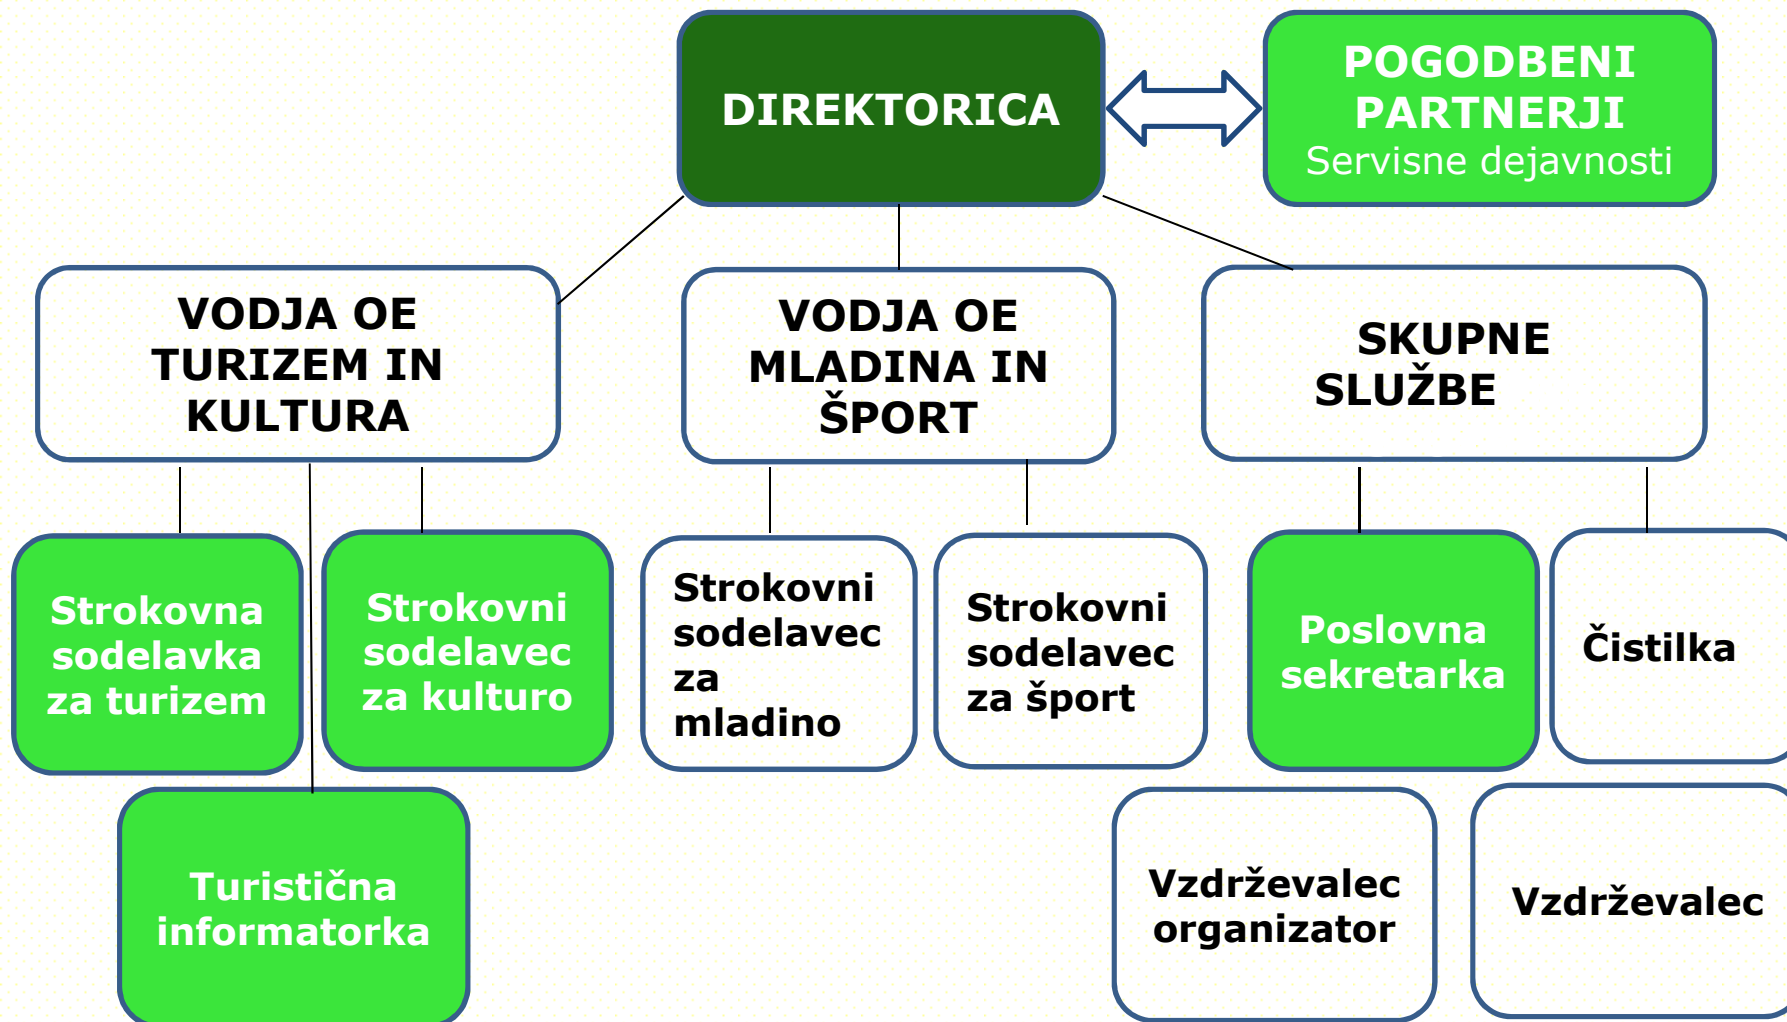 DIREKTORICA
POGODBENI
PARTNERJI
Servisne dejavnosti
VODJA OE
TURIZEM IN
KULTURA
VODJA OE
MLADINA IN
ŠPORT
SKUPNE
SLUŽBE
Strokovna
sodelavka
za turizem
Strokovni
sodelavec
za kulturo
Strokovni
sodelavec
za
mladino
Strokovni
sodelavec
za šport
Poslovna
sekretarka
Čistilka
Turistična
informatorka
Vzdrževalec
organizator
Vzdrževalec